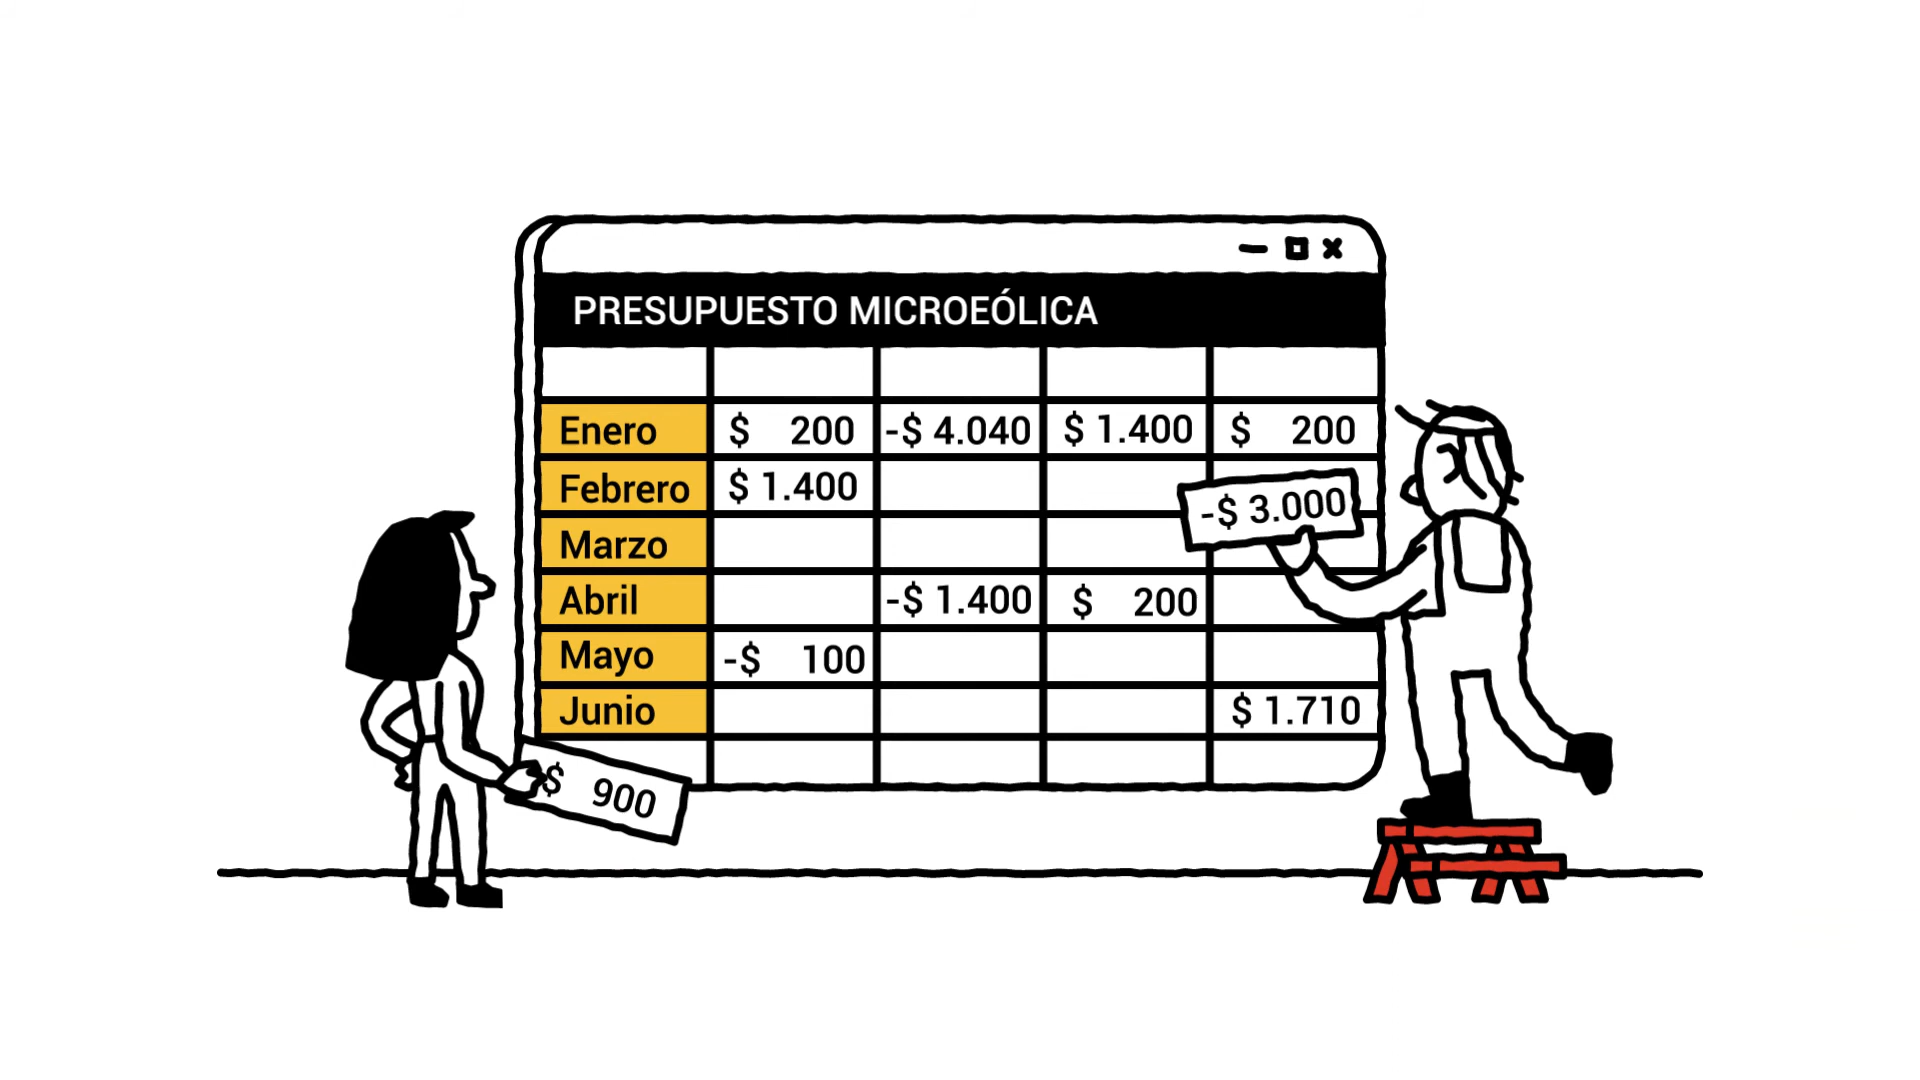 PRESUPUESTO MICROEÓLICA
Enero $ 200 -$ 4.040 $ 1.400 $ 200
Febrero $ 1.400
-$ 3.000
Marzo
Abril -$ 1.400 $ 200
Mayo -$ 100
Junio $ 1.710
$ 900